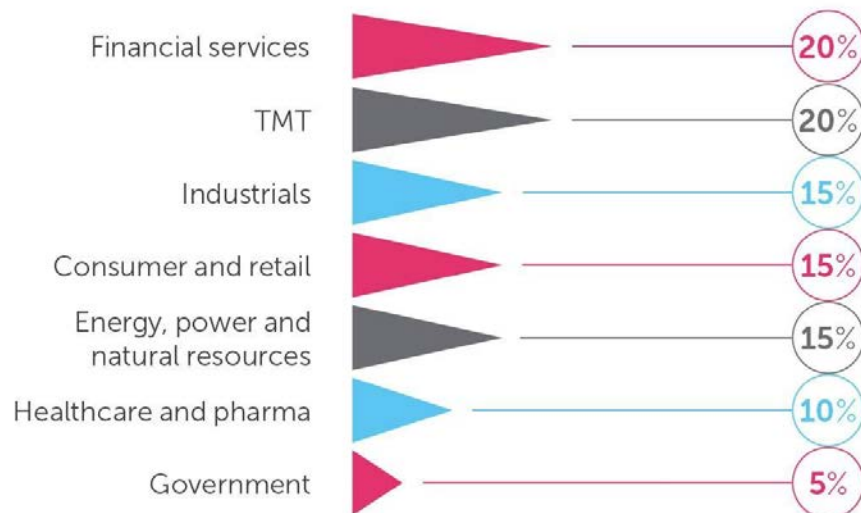 Financial services 20%
TMT 20%
Industrials 15%
Consumer and retail 15%
Energy, power and
natural resources 15%
Healthcare and pharma 10%
Government 5%